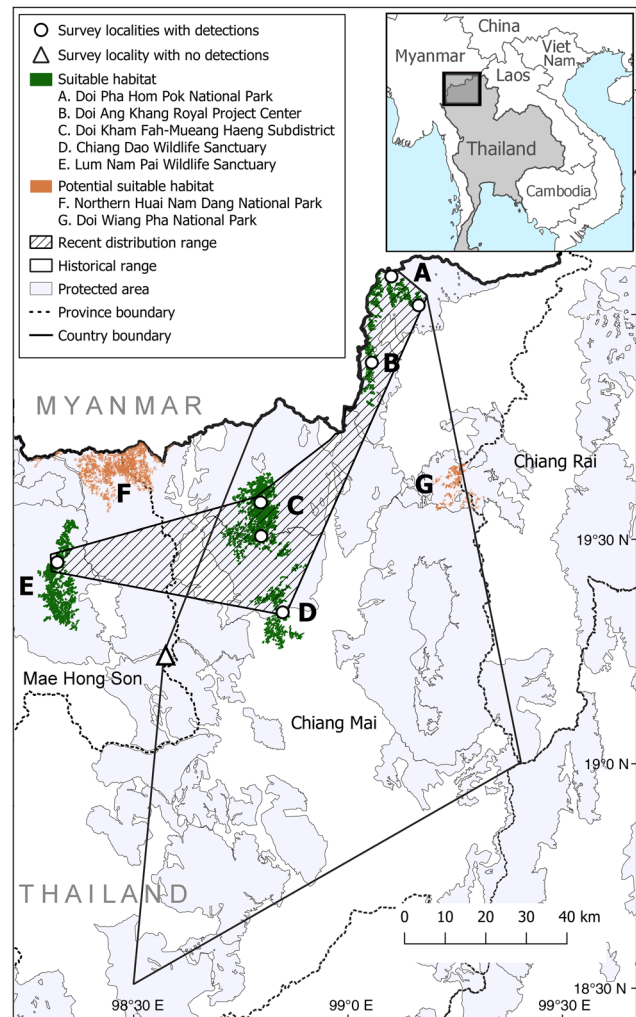 Survey localities with detections
Survey locality with no detections
Suitable habitat
A. Doi Pha Hom Pok National Park
B. Doi Ang Khang Royal Project Center
C. Doi Kham Fah-Mueang Haeng Subdistrict
D. Chiang Dao Wildlife Sanctuary
E. Lum Nam Pai Wildlife Sanctuary
Potential suitable habitat
F. Northern Huai Nam Dang National Park
G. Doi Wiang Pha National Park
Recent distribution range
Historical range
Protected area
Province boundary
Country boundary
China
Myanmar
Viet
Nam
Laos
Thailand
Cambodia
A
B
MYANMAR
Chiang Rai
F
G
C
19°30 N
E
D
Mae Hong Son
Chiang Mai
19°0 N
THAILAND
0 10 20 30 40 km
18°30 N
98°30 E
99°0 E
99°30 E